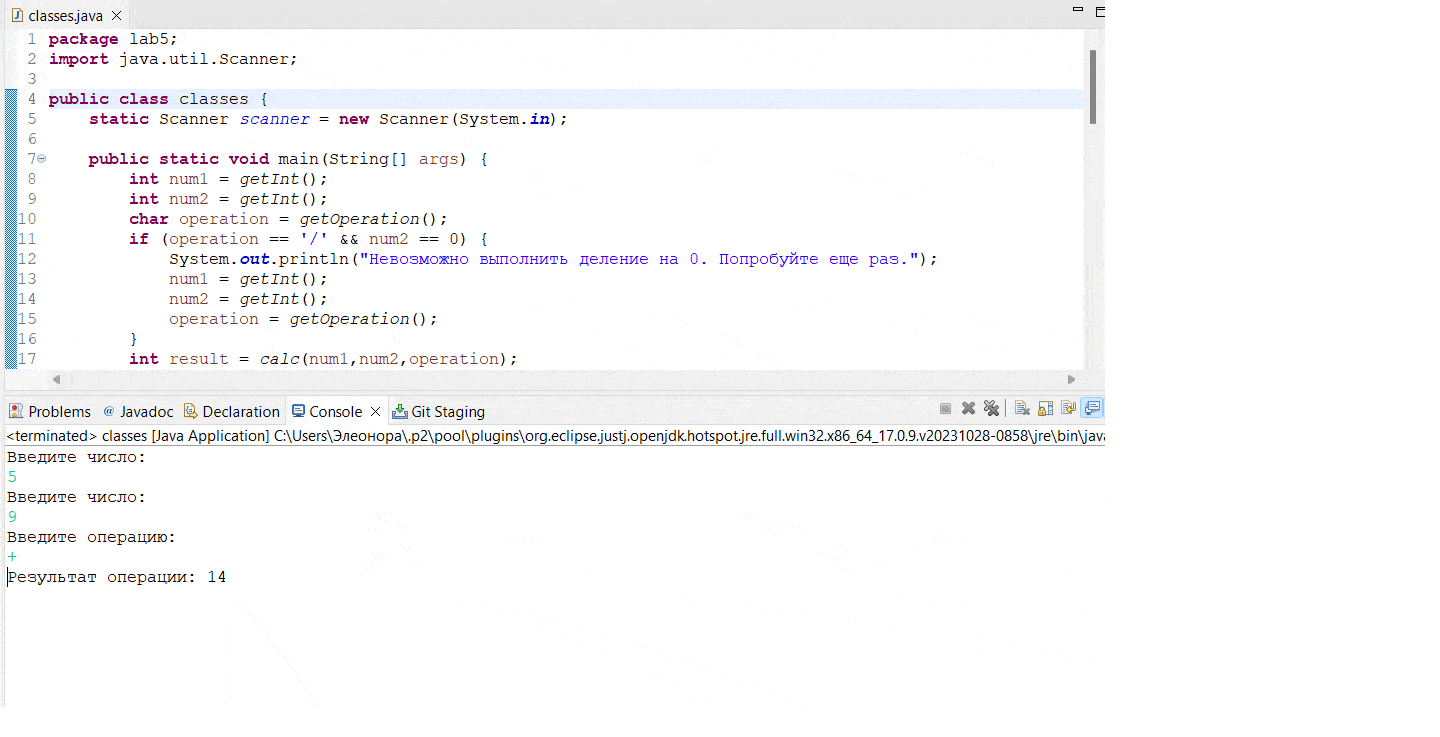 classes.java
1 package lab5;
2 import java.util.Scanner;
3
4 public class classes {
5 static Scanner scanner = new Scanner(System.in);
6
7 public static void main(String[] args) {
8 int num1 = getInt();
9 int num2 = getInt();
10 char operation = getOperation();
11 if (operation == '/' && num2 == 0) {
12 System.out.println("Невозможно выполнить деление на 0. Попробуйте еще раз.");
13 num1 = getInt();
14 num2 = getInt();
15 operation = getOperation();
16 }
17 int result = calc(num1,num2,operation);
Problems @ Javadoc Declaration Console Git Staging
<terminated> classes [Java Application] C:\Users\Элеонора\.p2\pool\plugins\org.eclipse.justj.openjdk.hotspot.jre.full.win32.x86_64_17.0.9.v20231028-0858\jre\bin\java
Введите число:
5
Введите число:
9
Введите операцию:
+
Результат операции: 14